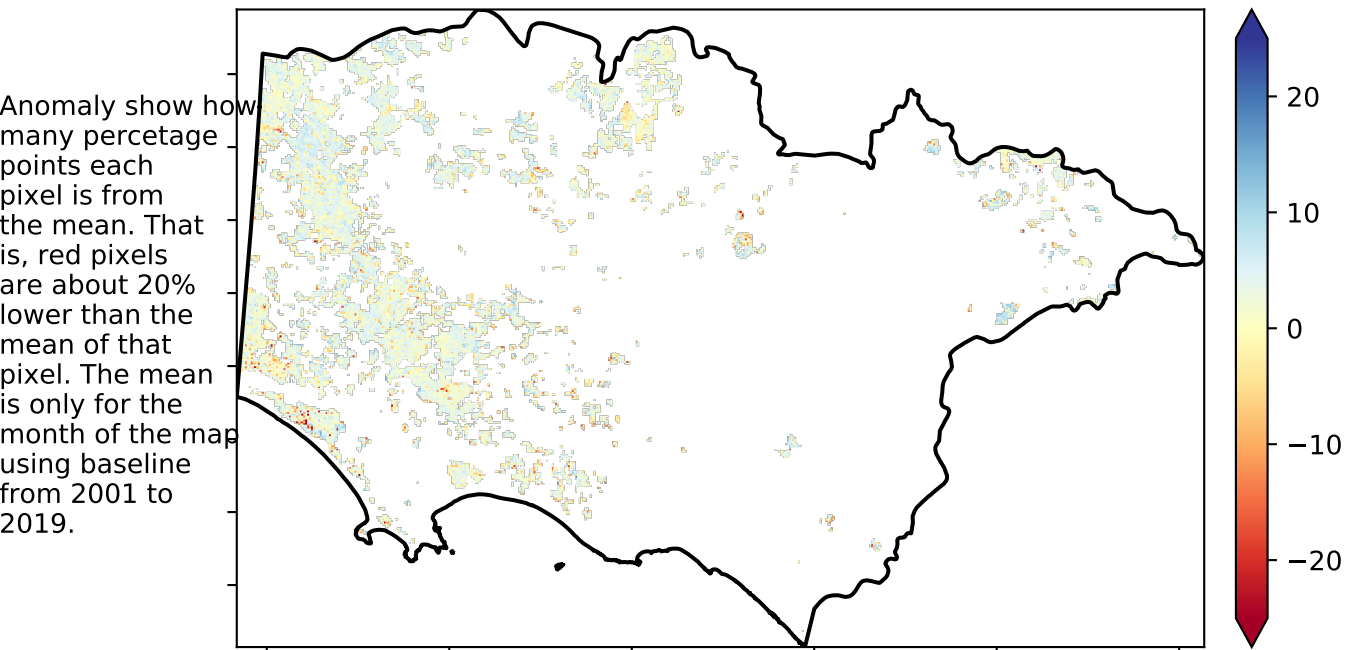 Anomaly show how
many percetage
points each
pixel is from
the mean. That
is, red pixels
are about 20%
lower than the
mean of that
pixel. The mean
is only for the
month of the map
using baseline
from 2001 to
2019.
20
10
0
−10
−20